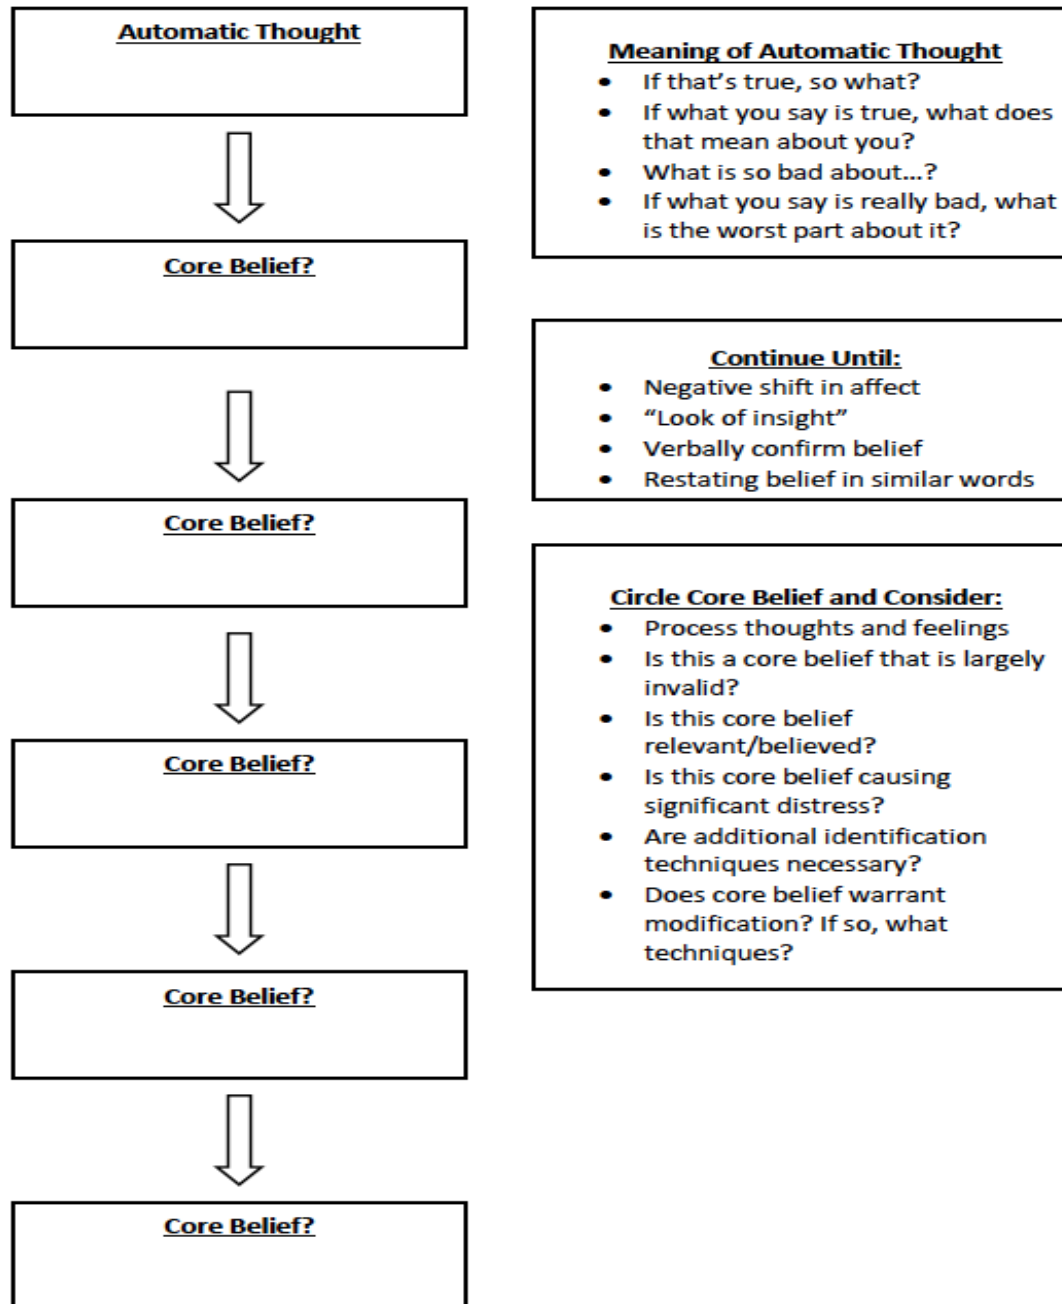 Automatic Thought
Core Belief?
Core Belief?
Core Belief?
Core Belief?
Core Belief?
Meaning of Automatic Thought
• If that’s true, so what?
• If what you say is true, what does
that mean about you?
• What is so bad about...?
• If what you say is really bad, what
is the worst part about it?
Continue Until:
• Negative shift in affect
• “Look of insight”
• Verbally confirm belief
• Restating belief in similar words
Circle Core Belief and Consider:
• Process thoughts and feelings
• Is this a core belief that is largely
invalid?
• Is this core belief
relevant/believed?
• Is this core belief causing
significant distress?
• Are additional identification
techniques necessary?
• Does core belief warrant
modification? If so, what
techniques?